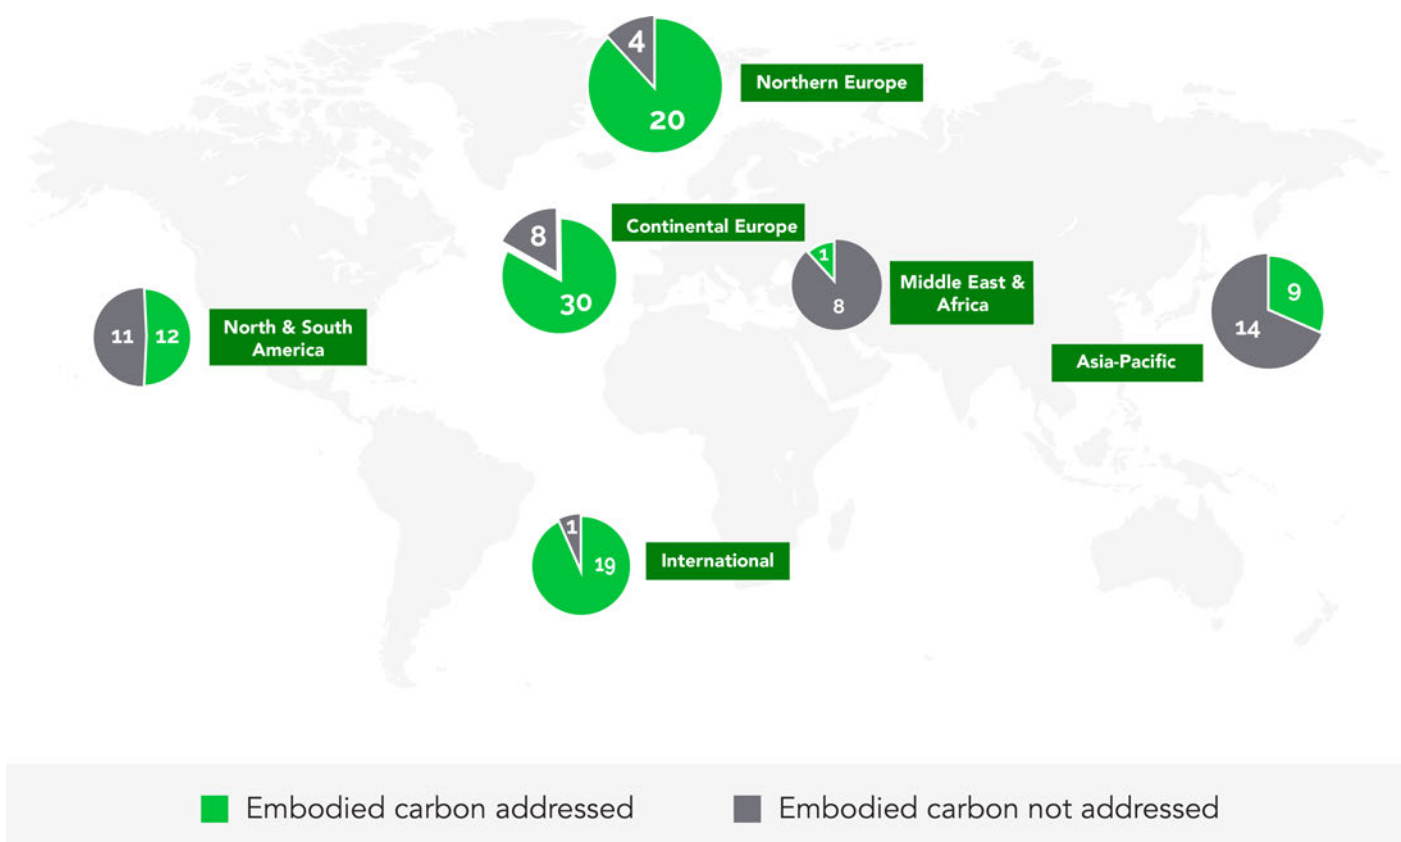 4
20
Northern Europe
8
30
Continental Europe
1
8
Middle East &
Africa
9
14
Asia-Pacific
11
12
North & South
America
1
19
International
Embodied carbon addressed
Embodied carbon not addressed